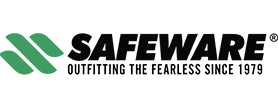 SAFEWARE®
OUTFITTING THE FEARLESS SINCE 1979